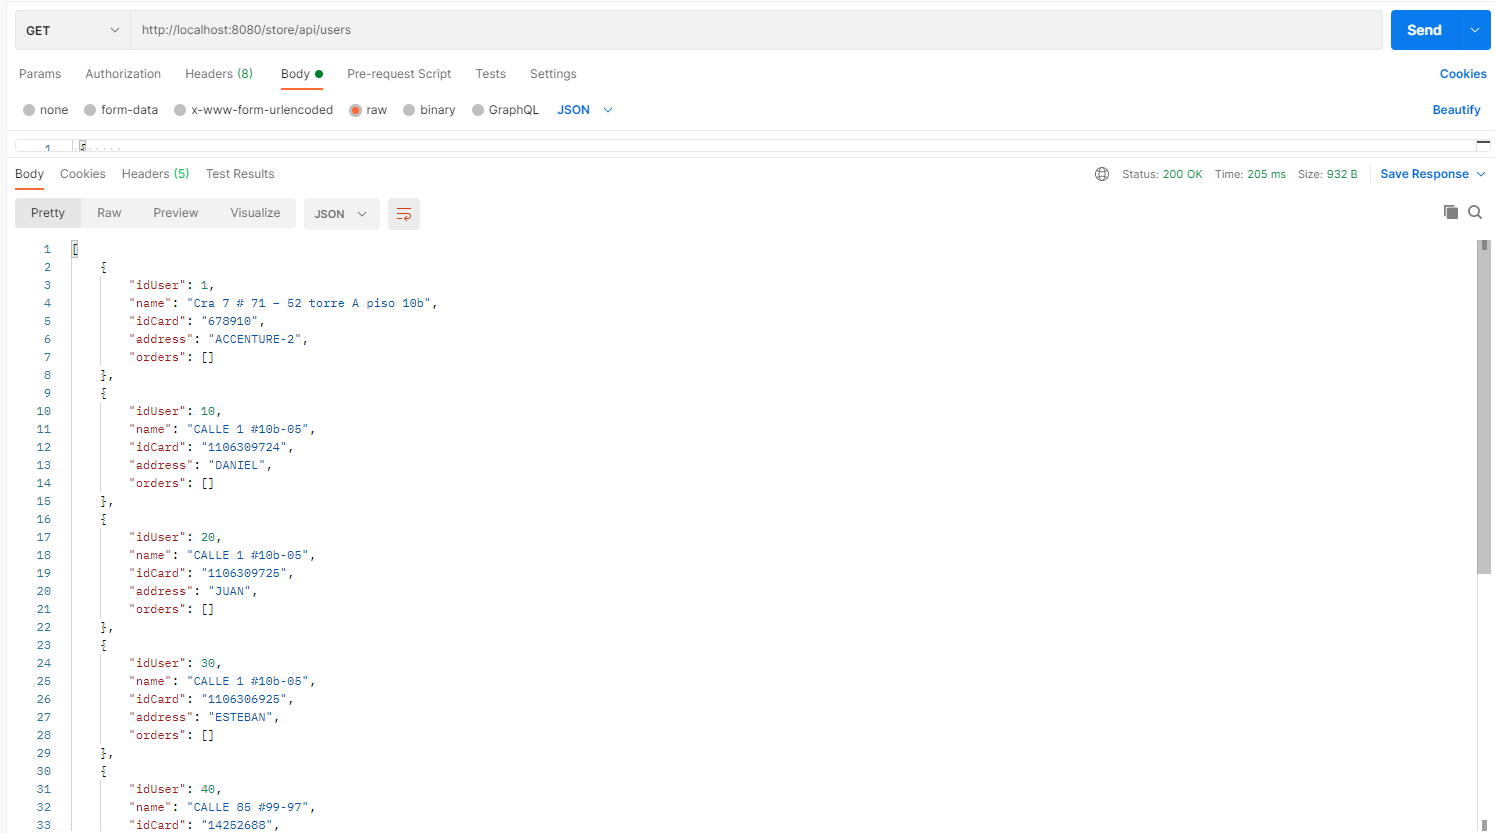 GET http://localhost:8080/store/api/users Send
Params Authorization Headers (8) Body Pre-request Script Tests Settings Cookies
none form-data x-www-form-urlencoded raw binary GraphQL JSON Beautify
1 {
Body Cookies Headers (5) Test Results Status: 200 OK Time: 205 ms Size: 932 B Save Response
Pretty Raw Preview Visualize JSON
1 [
2 {
3 "idUser": 1,
4 "name": "Cra 7 # 71 - 52 torre A piso 10b",
5 "idCard": "678910",
6 "address": "ACCENTURE-2",
7 "orders": []
8 },
9 {
10 "idUser": 10,
11 "name": "CALLE 1 #10b-05",
12 "idCard": "1106309724",
13 "address": "DANIEL",
14 "orders": []
15 },
16 {
17 "idUser": 20,
18 "name": "CALLE 1 #10b-05",
19 "idCard": "1106309725",
20 "address": "JUAN",
21 "orders": []
22 },
23 {
24 "idUser": 30,
25 "name": "CALLE 1 #10b-05",
26 "idCard": "1106306925",
27 "address": "ESTEBAN",
28 "orders": []
29 },
30 {
31 "idUser": 40,
32 "name": "CALLE 85 #99-97",
33 "idCard": "14252688",